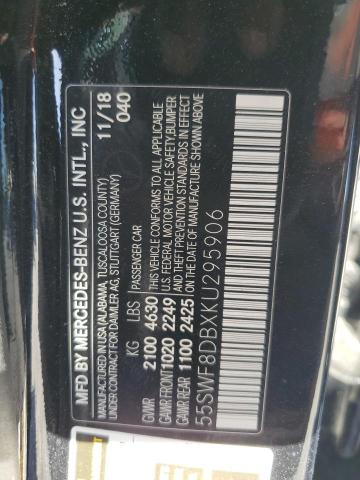 MFD BY MERCEDES-BENZ U.S. INTL., INC
MANUFACTURED IN USA (ALABAMA, TUSCALOOSA COUNTY)
UNDER CONTRACT FOR DAIMLER AG, STUTTGART (GERMANY)
11/18
040
PASSENGER CAR
KG LBS
GVWR 2100 4630
GAWR FRONT 1020 2249
GAWR REAR 1100 2425
THIS VEHICLE CONFORMS TO ALL APPLICABLE
U.S. FEDERAL MOTOR VEHICLE SAFETY, BUMPER
AND THEFT PREVENTION STANDARDS IN EFFECT
ON THE DATE OF MANUFACTURE SHOWN ABOVE
55SWF8DBXKU295906